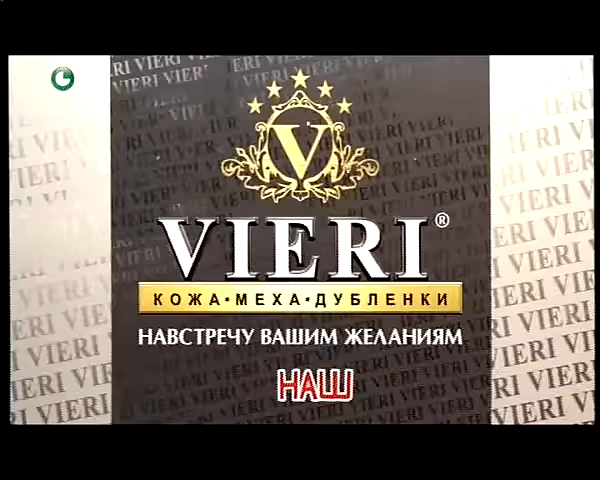 V
VIERI®
КОЖА•МЕХА•ДУБЛЕНКИ
НАВСТРЕЧУ ВАШИМ ЖЕЛАНИЯМ
НАШ